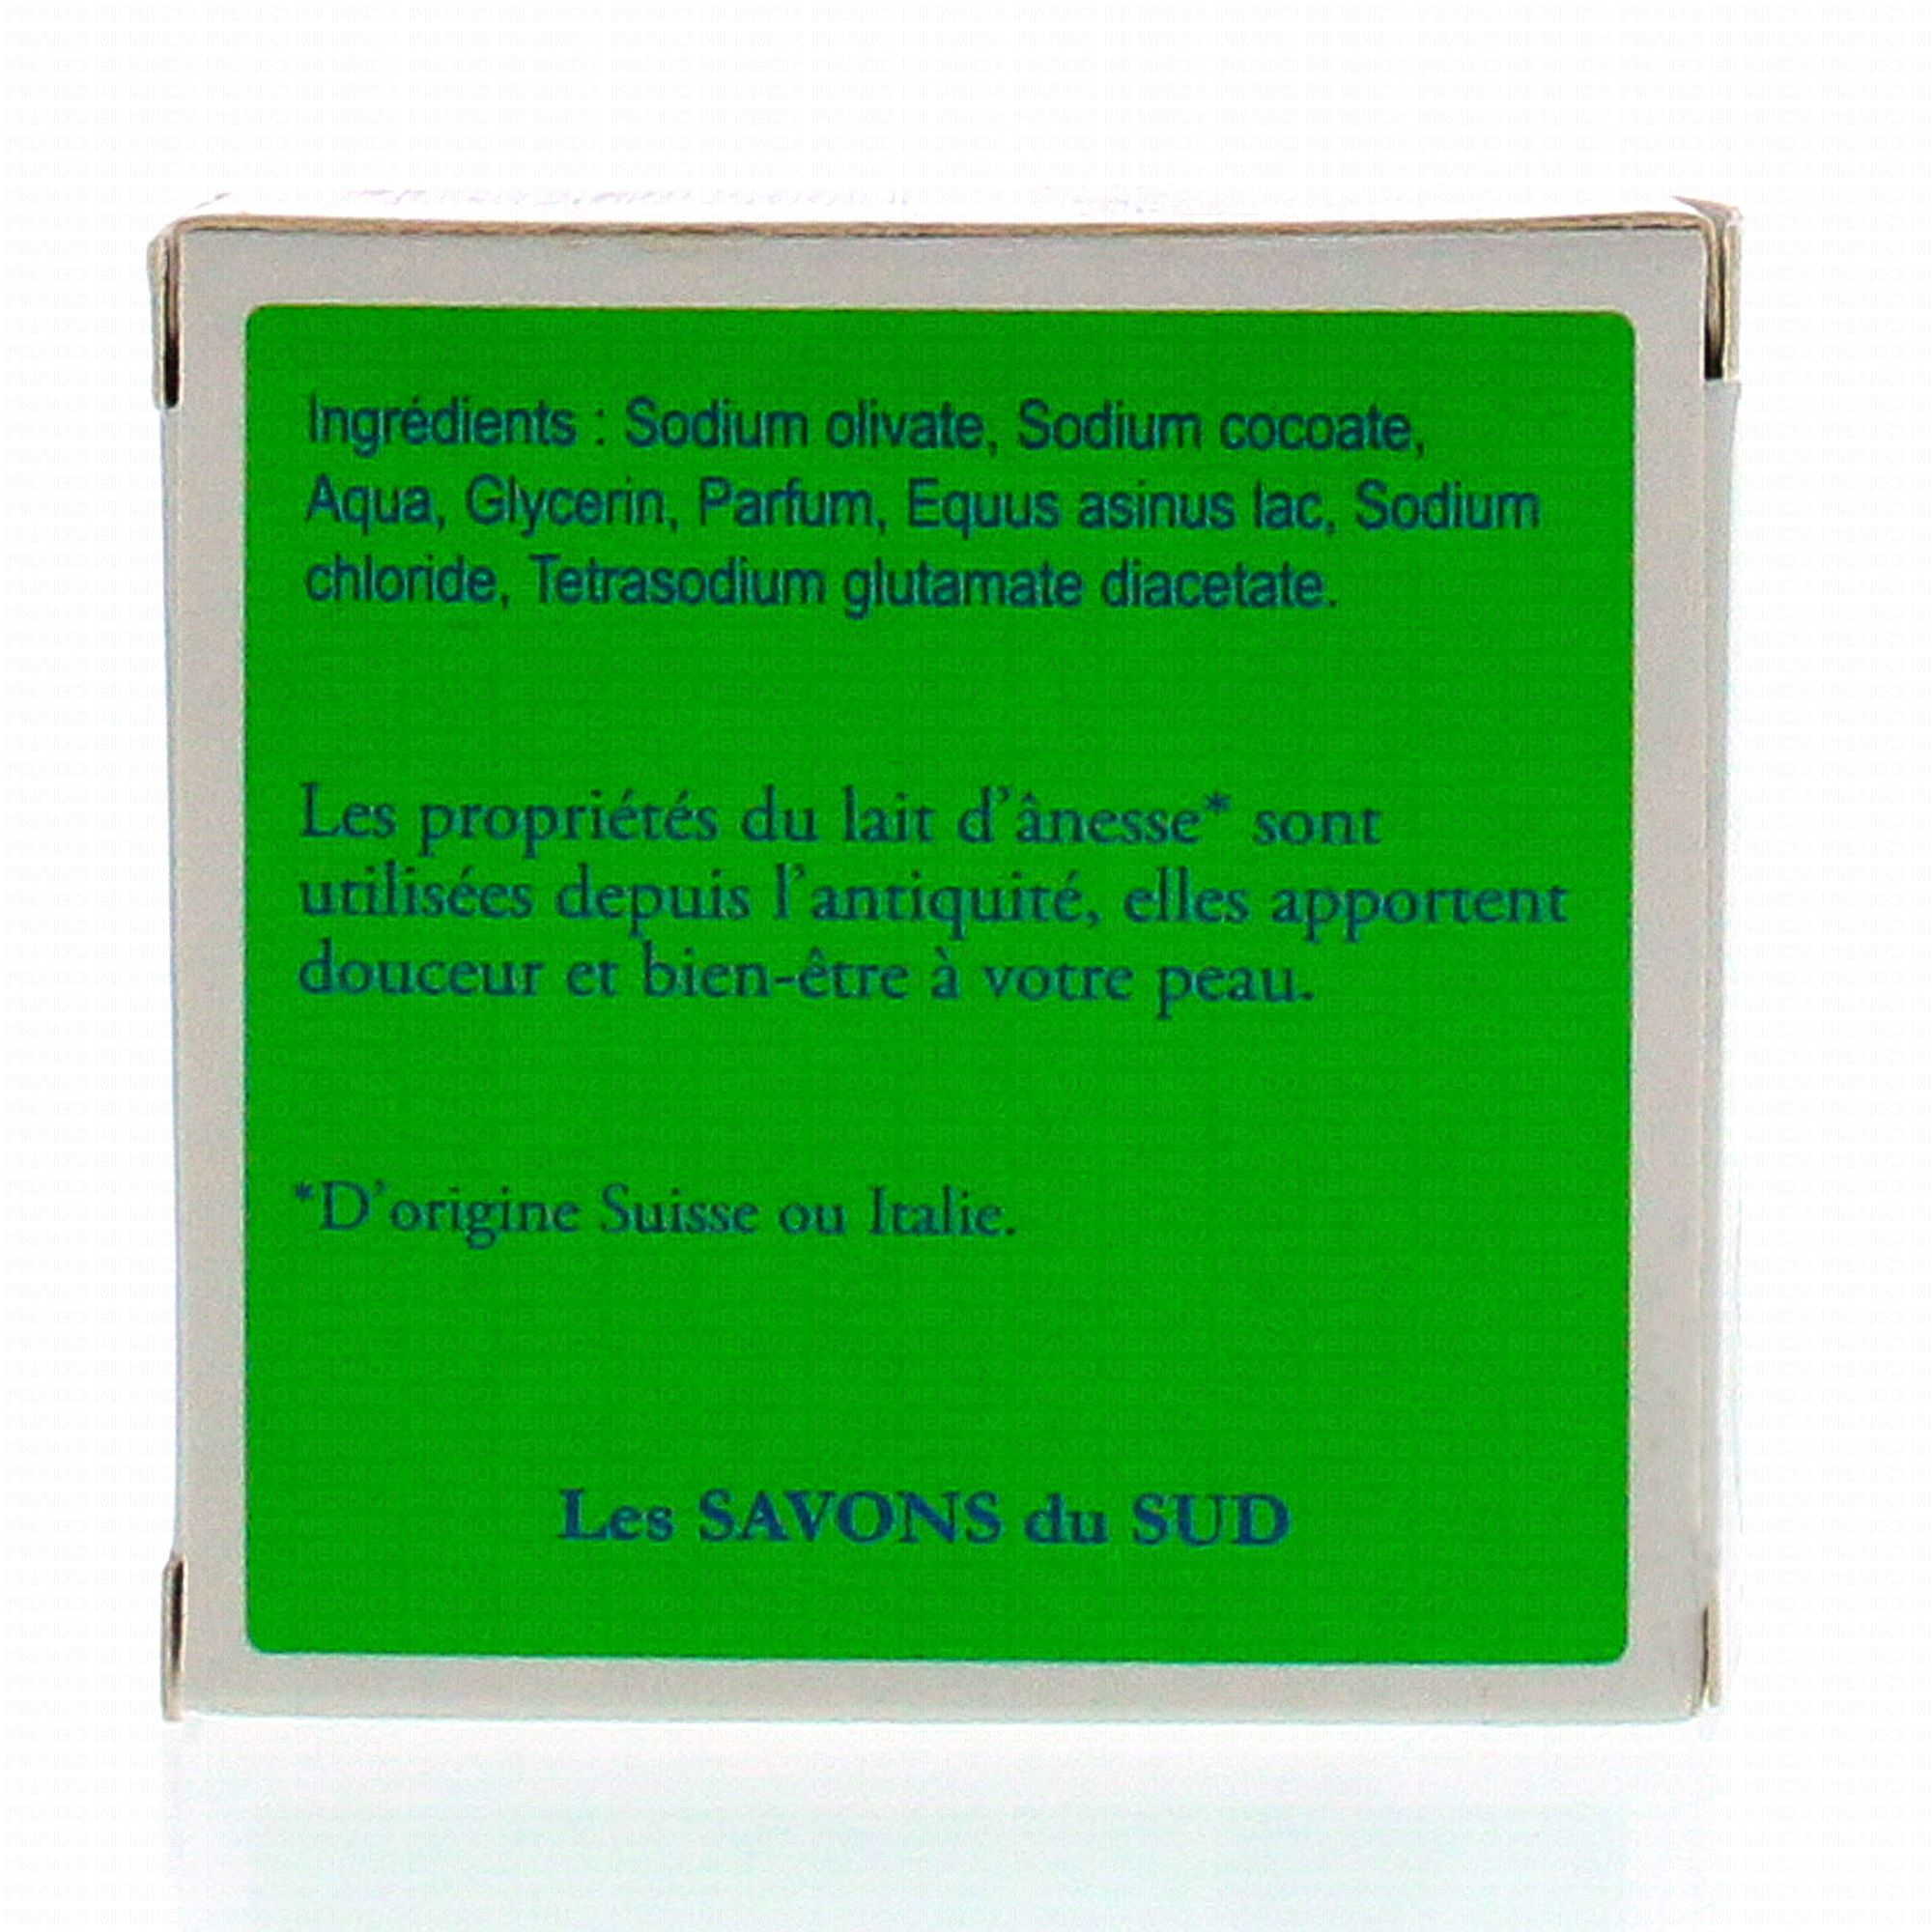 Ingrédients : Sodium olivate, Sodium cocoate,
Aqua, Glycerin, Parfum, Equus asinus lac, Sodium
chloride, Tetrasodium glutamate diacetate.
Les propriétés du lait d'ânesse* sont
utilisées depuis l'antiquité, elles apportent
douceur et bien-être à votre peau.
*D'origine Suisse ou Italie.
Les SAVONS du SUD